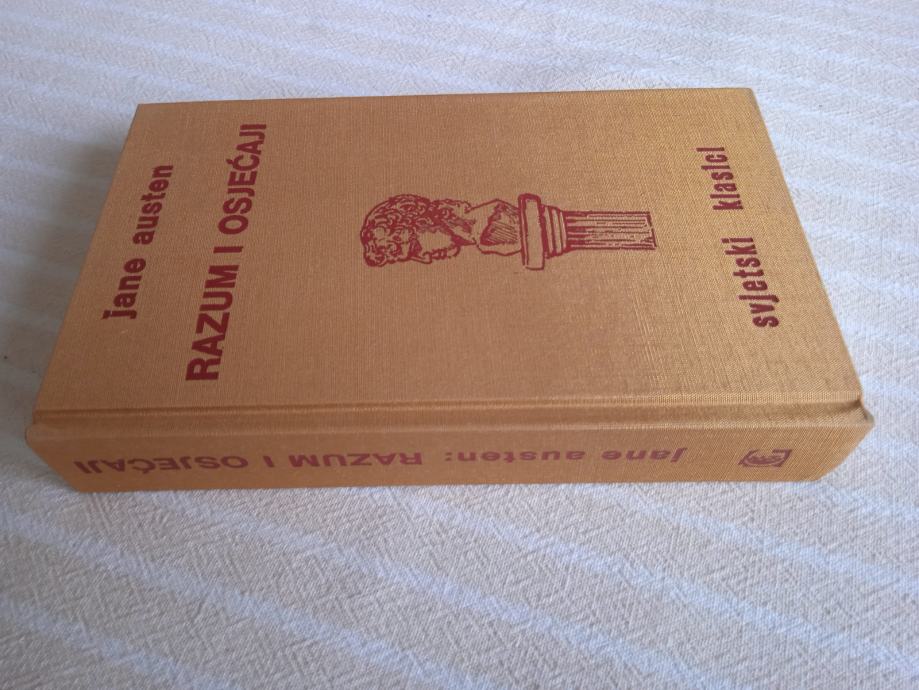 jane austen
RAZUM I OSJEĆAJI
svjetski klasici
jane austen: RAZUM I OSJEĆAJI